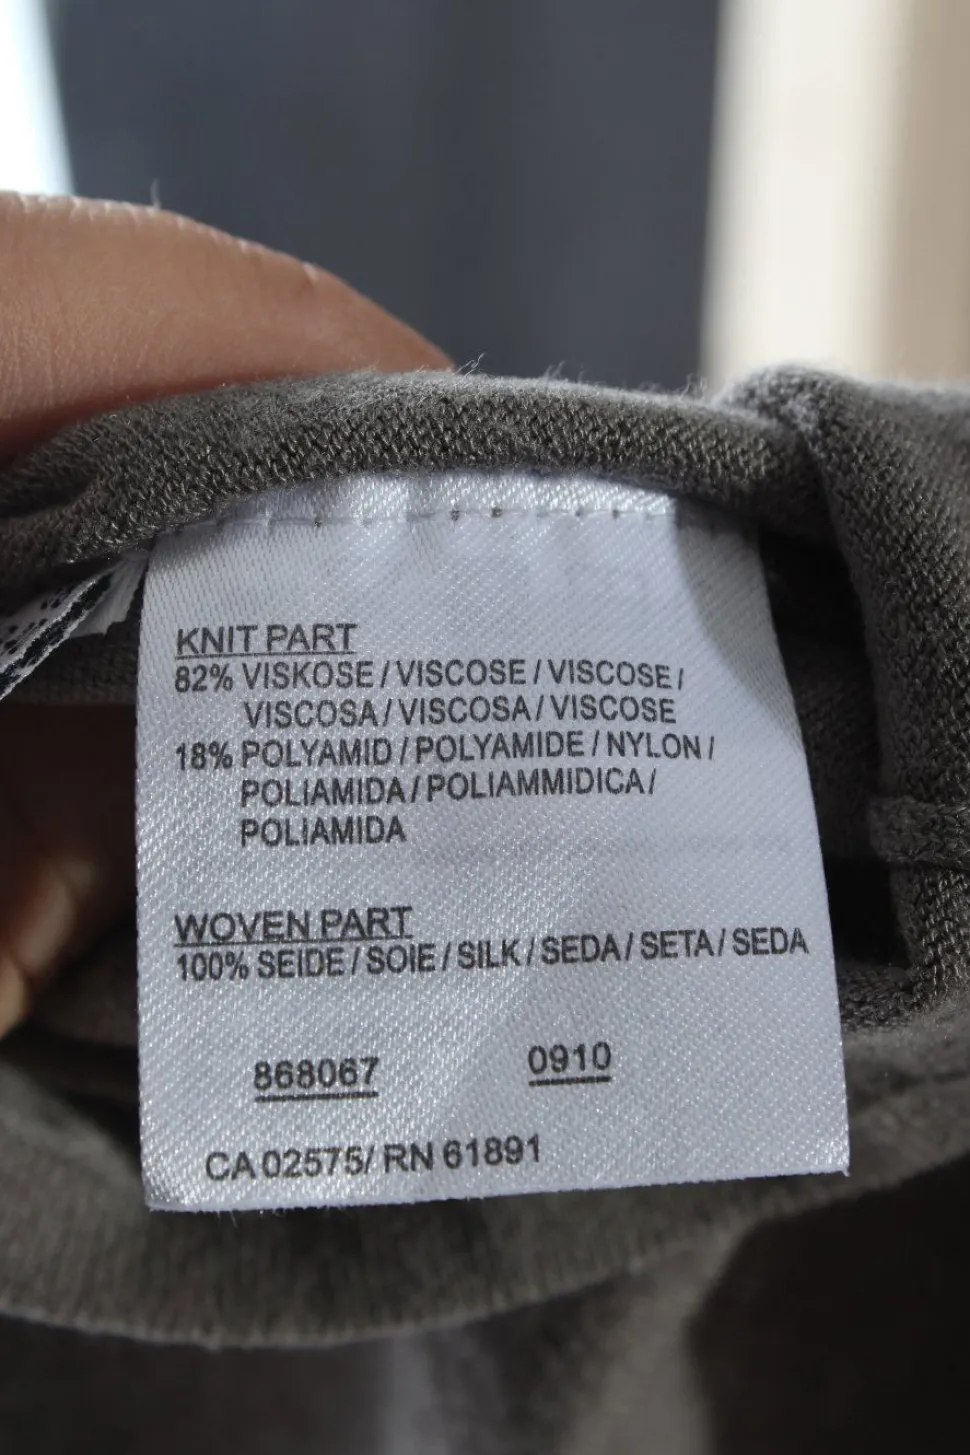 KNIT PART
82% VISKOSE / VISCOSE / VISCOSE /
VISCOSA / VISCOSA / VISCOSE
18% POLYAMID / POLYAMIDE / NYLON /
POLIAMIDA / POLIAMMIDICA /
POLIAMIDA
WOVEN PART
100% SEIDE / SOIE / SILK / SEDA / SETA / SEDA
868067 0910
CA 02575/ RN 61891